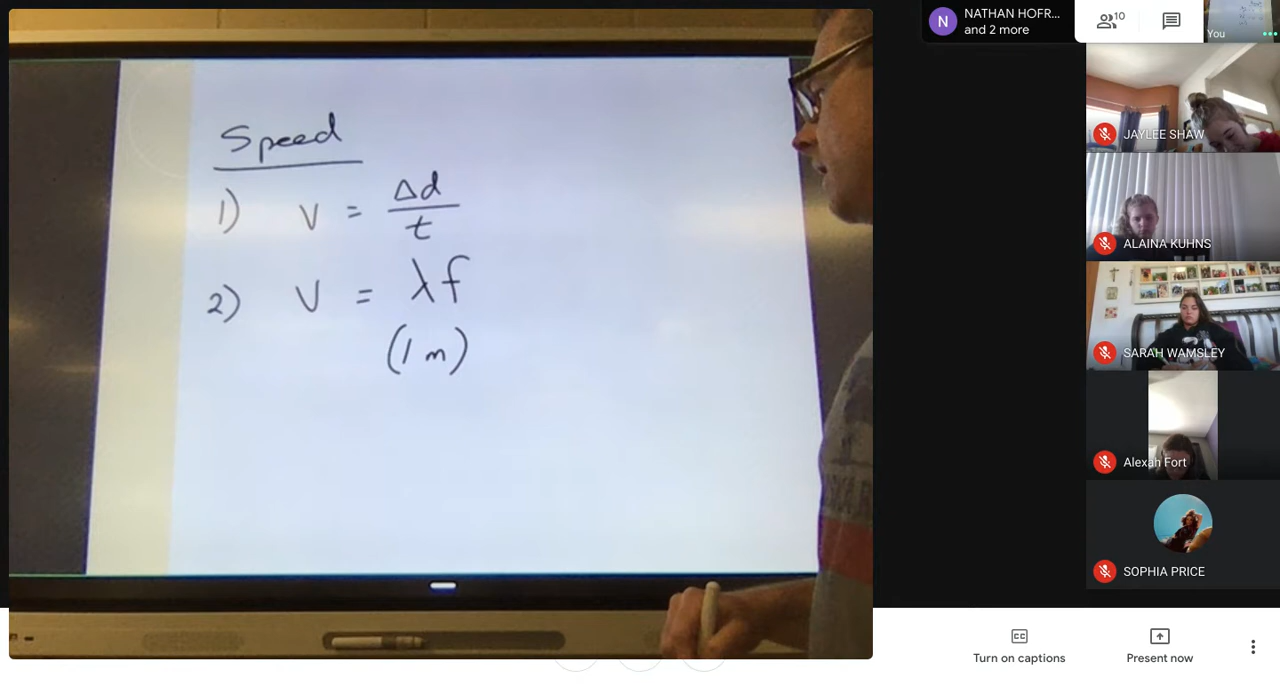 Speed
1) V = Δd/t
2) V = λf
(1 m)
NATHAN HOFR...
and 2 more
10
You
JAYLEE SHAW
ALAINA KUHNS
SARAH WAMSLEY
Alexah Fort
SOPHIA PRICE
N
CC
Turn on captions
Present now